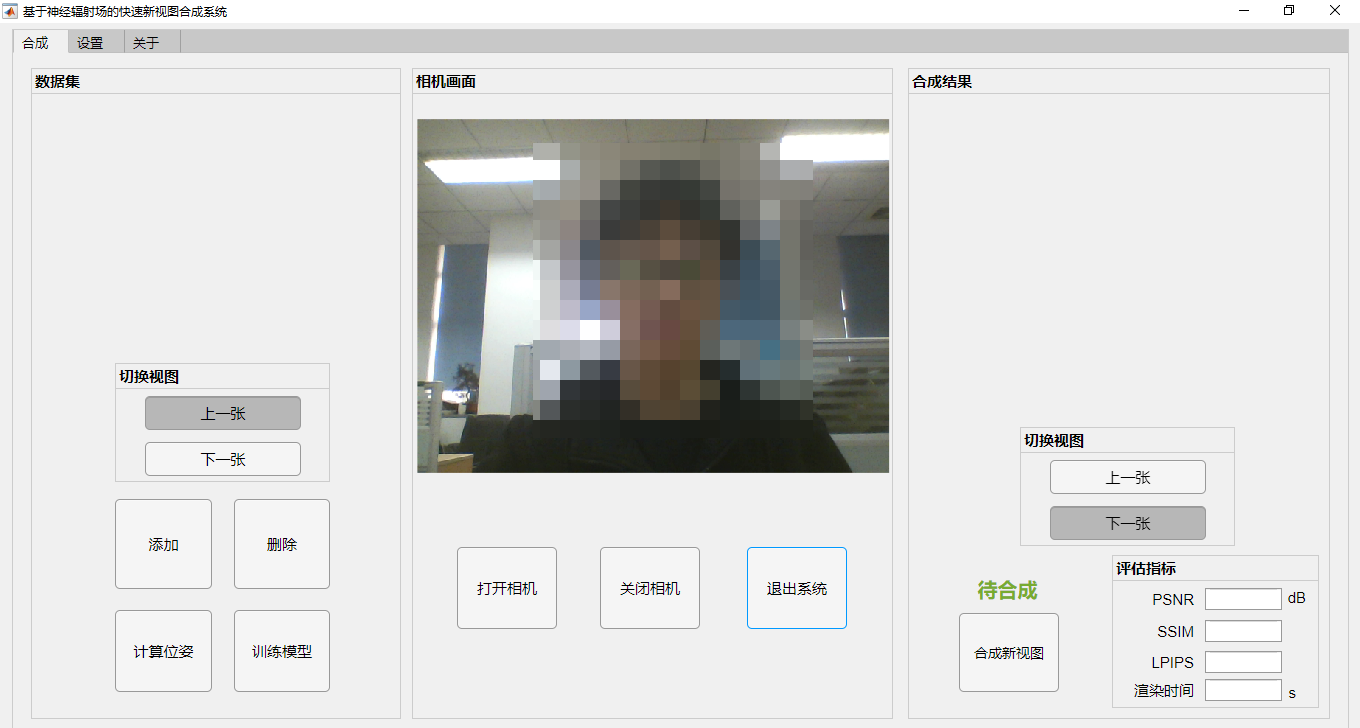 基于神经辐射场的快速新视图合成系统
合成 设置 关于
数据集
切换视图
上一张
下一张
添加 删除
计算位姿 训练模型
相机画面
打开相机 关闭相机 退出系统
合成结果
切换视图
上一张
下一张
待合成
合成新视图
评估指标
PSNR dB
SSIM
LPIPS
渲染时间 s